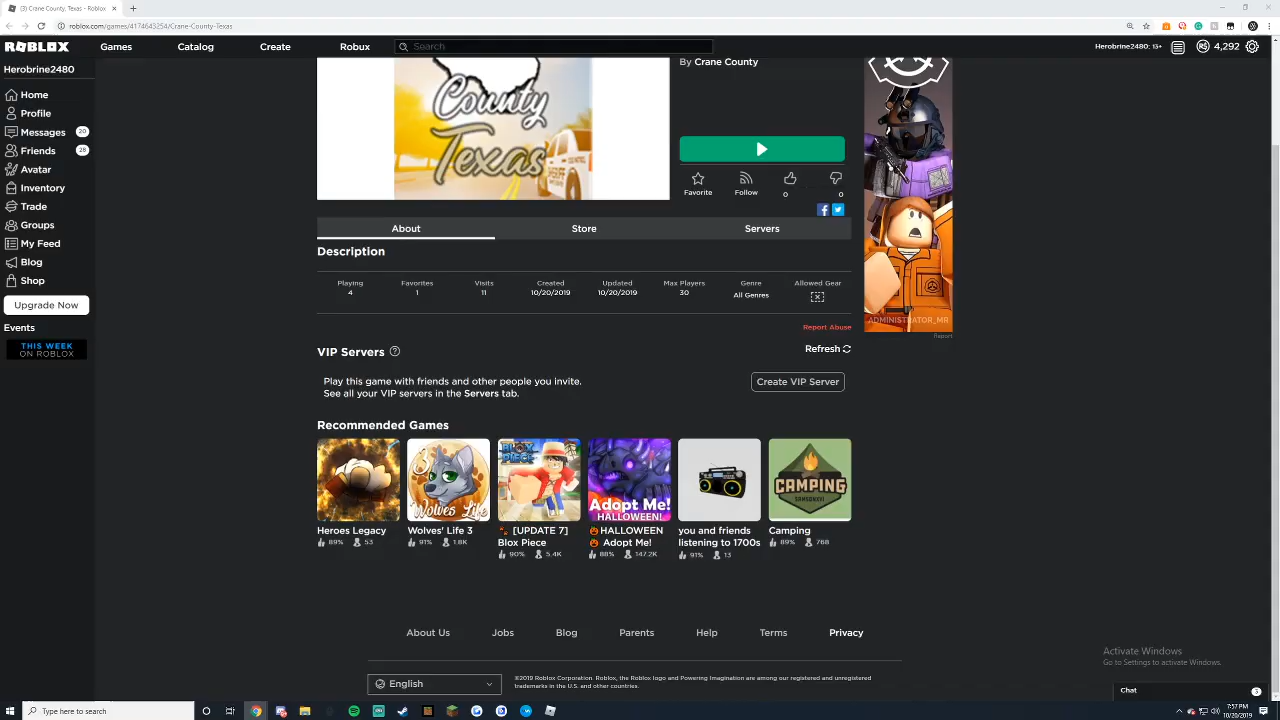 (3) Crane County, Texas - Roblox
roblox.com/games/4174643254/Crane-County-Texas
ROBLOX Games Catalog Create Robux Search Herobrine2480: 13+ 4,292
Herobrine2480
Home
Profile
Messages 20
Friends 28
Avatar
Inventory
Trade
Groups
My Feed
Blog
Shop
Upgrade Now
Events
THIS WEEK
ON ROBLOX
County
Texas
By Crane County
Favorite Follow 0 0
About Store Servers
Description
Playing Favorites Visits Created Updated Max Players Genre Allowed Gear
4 1 11 10/20/2019 10/20/2019 30 All Genres
Report Abuse
VIP Servers
Refresh
Play this game with friends and other people you invite.
See all your VIP servers in the Servers tab.
Create VIP Server
Recommended Games
BLOX
PIECE
Adopt Me!
HALLOWEEN!
Wolves Life
CAMPING
SAMSONXVI
Heroes Legacy
89% 53
Wolves' Life 3
91% 1.8K
[UPDATE 7]
Blox Piece
90% 5.4K
HALLOWEEN
Adopt Me!
88% 147.2K
you and friends
listening to 1700s
91% 13
Camping
89% 768
ADMINISTRATOR_MR
Report
About Us Jobs Blog Parents Help Terms Privacy
English
©2019 Roblox Corporation. Roblox, the Roblox logo and Powering Imagination are among our registered and unregistered
trademarks in the U.S. and other countries.
Activate Windows
Go to Settings to activate Windows.
Chat 3
Type here to search
7:57 PM
10/20/2019